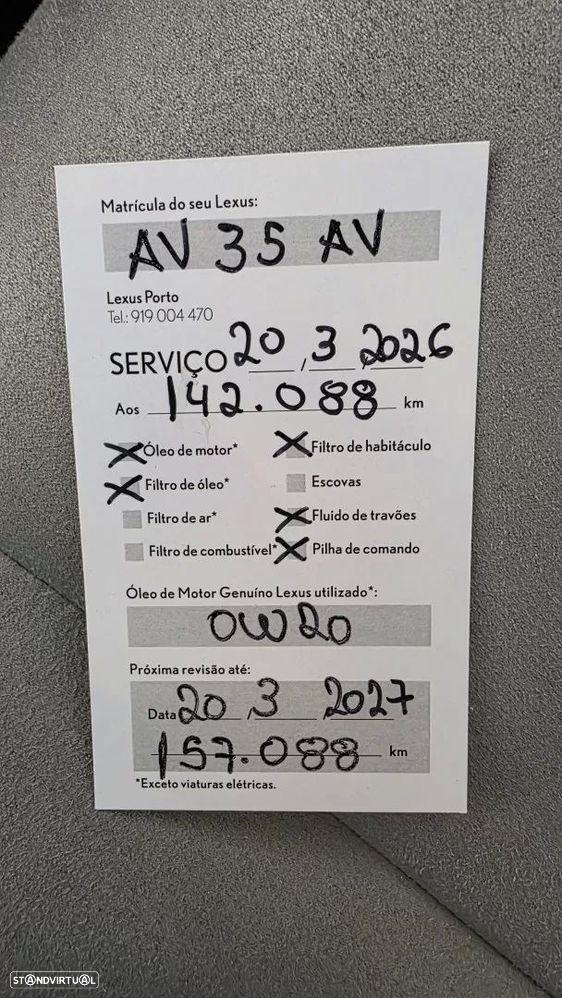 Matrícula do seu Lexus:
AV 35 AV
Lexus Porto
Tel.: 919 004 470
SERVIÇO 20 / 3 / 2026
Aos 142.088 km
X Óleo de motor* X Filtro de habitáculo
X Filtro de óleo* Escovas
Filtro de ar* X Fluido de travões
Filtro de combustível* X Pilha de comando
Óleo de Motor Genuíno Lexus utilizado*:
0W20
Próxima revisão até:
Data 20 / 3 / 2027
157.088 km
*Exceto viaturas elétricas.
STANDVIRTUAL